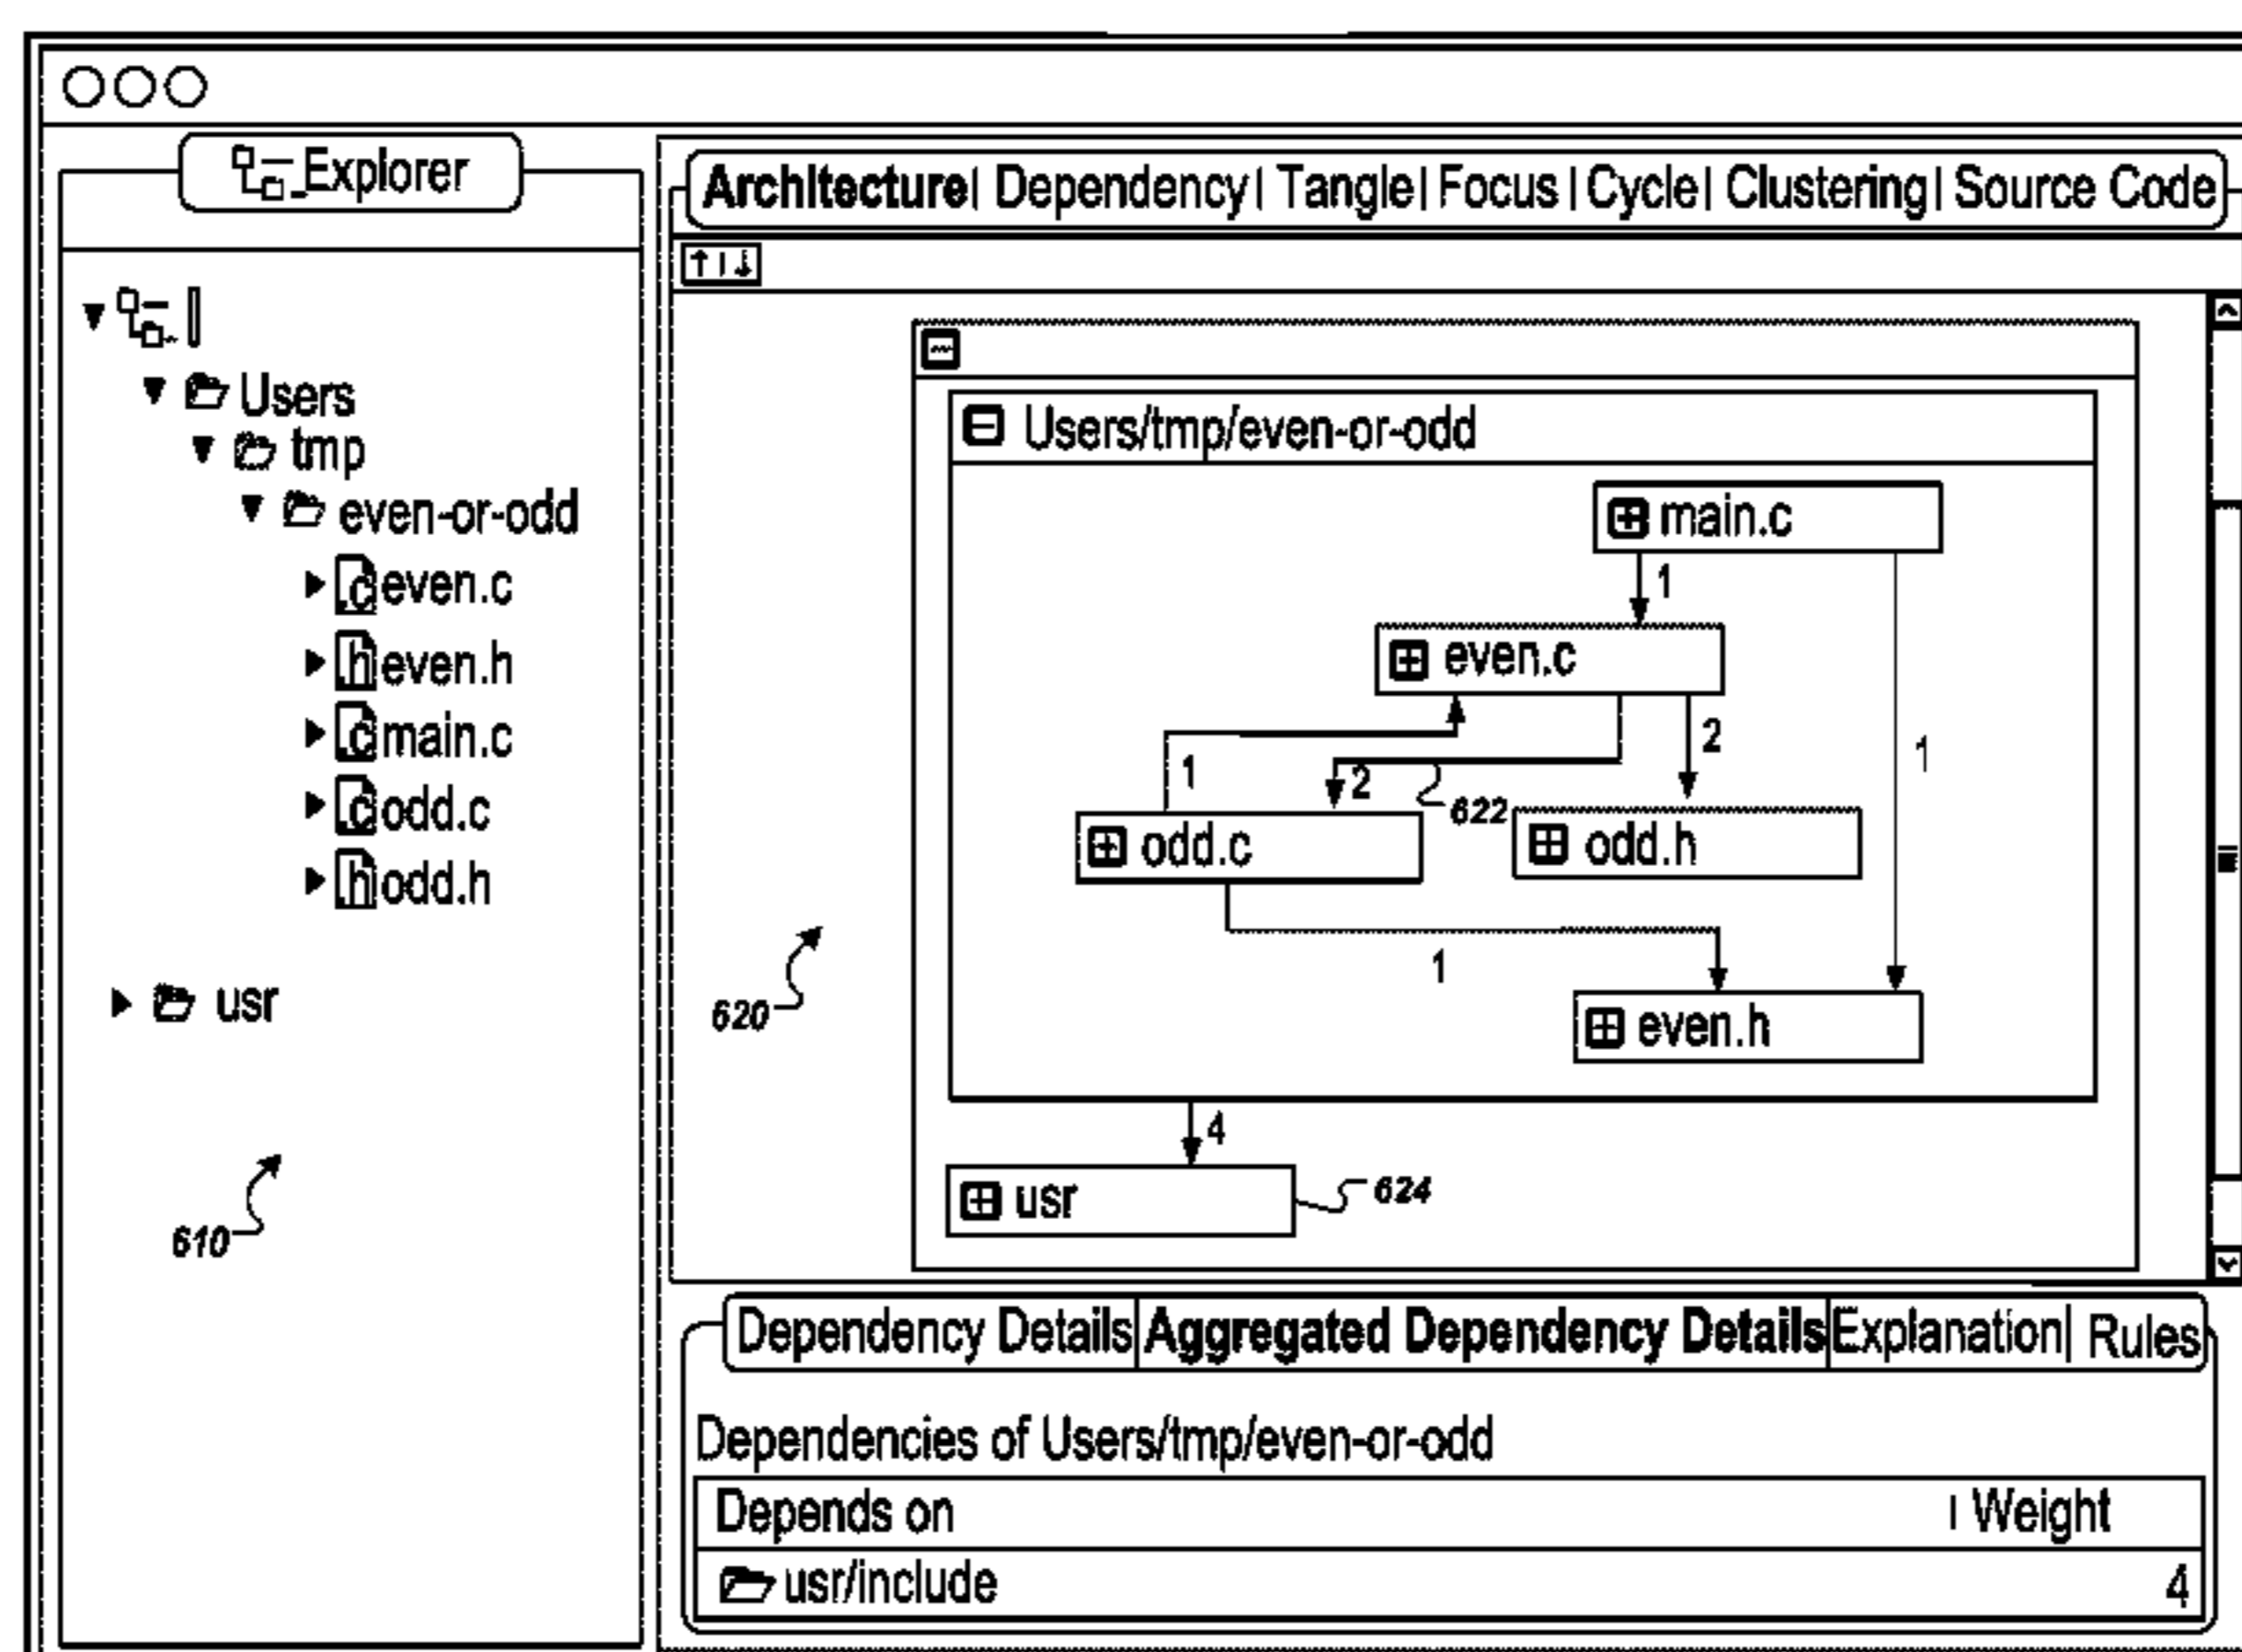 Explorer
Users
tmp
even-or-odd
.c even.c
h even.h
.c main.c
.c odd.c
h odd.h
usr
610
Architecture | Dependency | Tangle | Focus | Cycle | Clustering | Source Code
Users/tmp/even-or-odd
main.c
1
even.c
1
2
2
1
622
odd.c
odd.h
1
even.h
620
4
usr
624
Dependency Details | Aggregated Dependency Details | Explanation | Rules
Dependencies of Users/tmp/even-or-odd
Depends on | Weight
usr/include 4